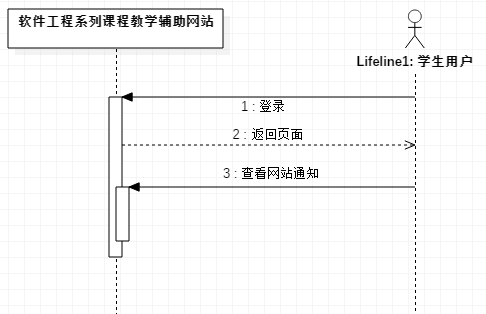 软件工程系列课程教学辅助网站
Lifeline1: 学生用户
1 : 登录
2 : 返回页面
3 : 查看网站通知